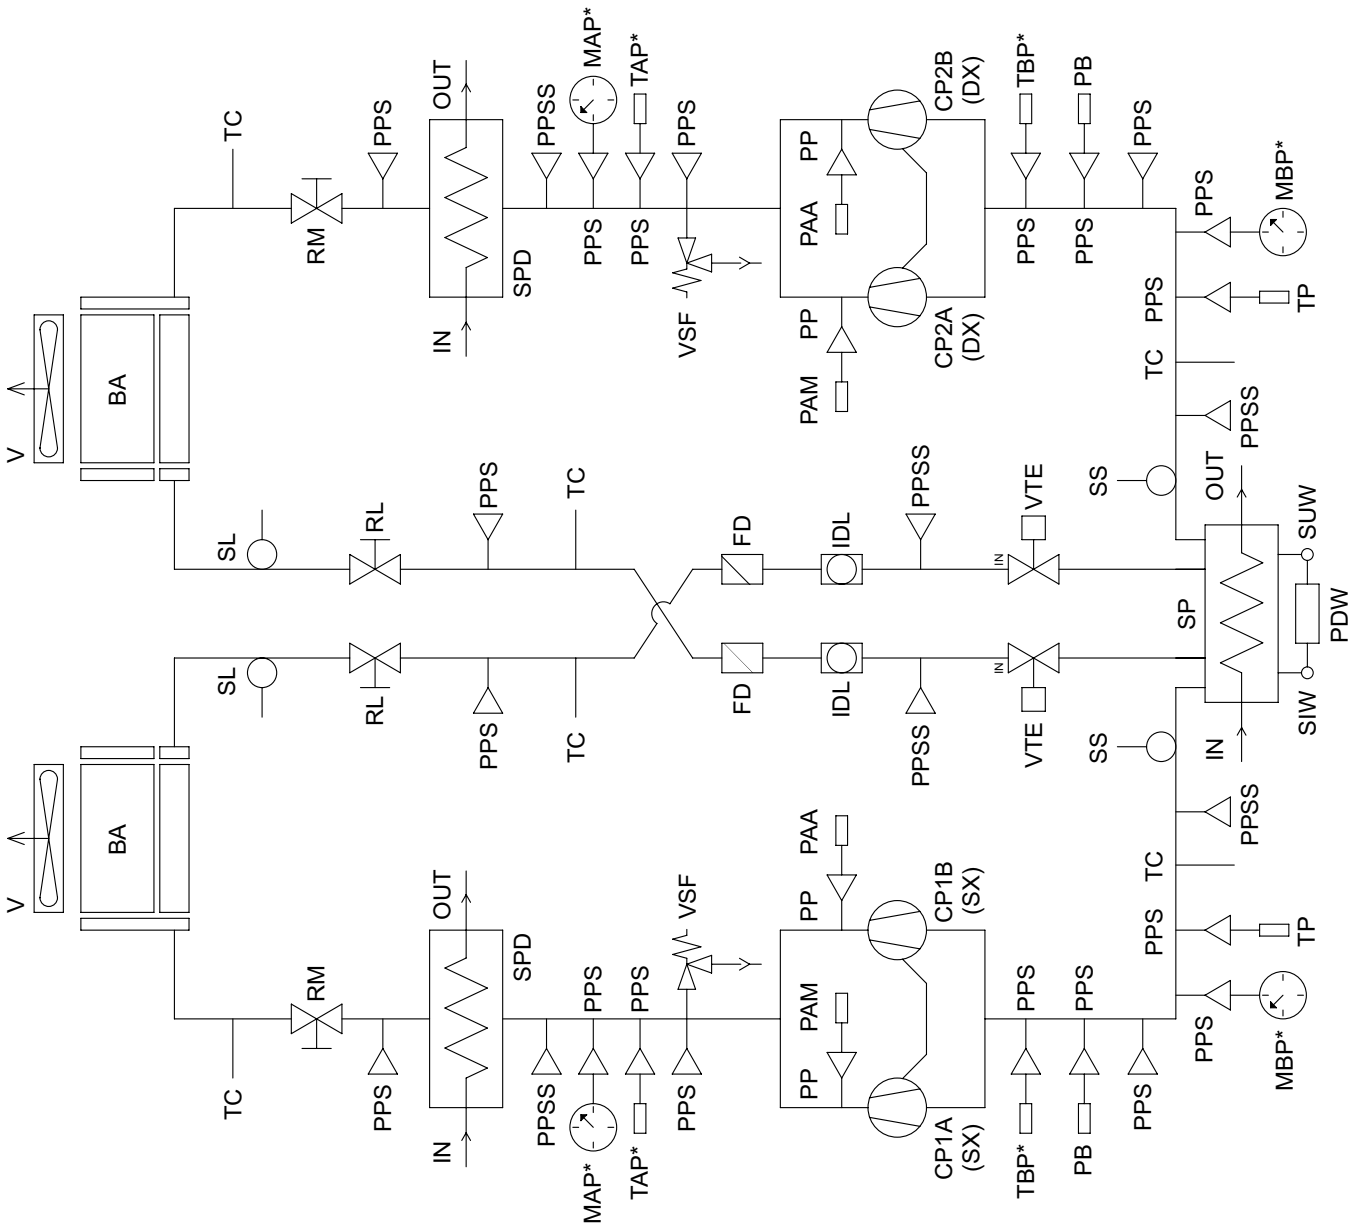 V
V
BA
BA
TC
SL
SL
TC
RM
RM
PPS
RL
RL
PPS
IN
OUT
IN
OUT
PPS
PPS
SPD
SPD
PPSS
PPSS
TC
TC
MAP*
PPS
PPS
MAP*
TAP*
PPS
PPS
TAP*
PPS
VSF
VSF
PPS
FD
FD
PP
PAM
PP
PAA
PAM
PP
PAA
PP
IDL
IDL
PPSS
PPSS
CP1A
(SX)
CP1B
(SX)
CP2A
(DX)
CP2B
(DX)
IN
IN
TBP*
PPS
VTE
VTE
PPS
TBP*
PB
PPS
SS
SS
PPS
PB
PPS
PPS
TC
TC
PPS
PPS
SP
PPS
IN
OUT
PPS
PPSS
PPSS
MBP*
MBP*
TP
SIW
SUW
TP
PDW